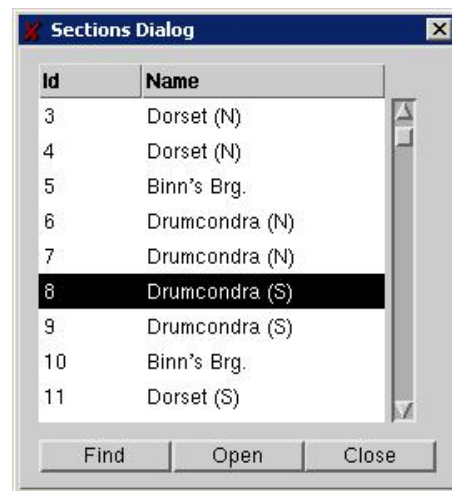 Sections Dialog
Id Name
3 Dorset (N)
4 Dorset (N)
5 Binn's Brg.
6 Drumcondra (N)
7 Drumcondra (N)
8 Drumcondra (S)
9 Drumcondra (S)
10 Binn's Brg.
11 Dorset (S)
Find Open Close